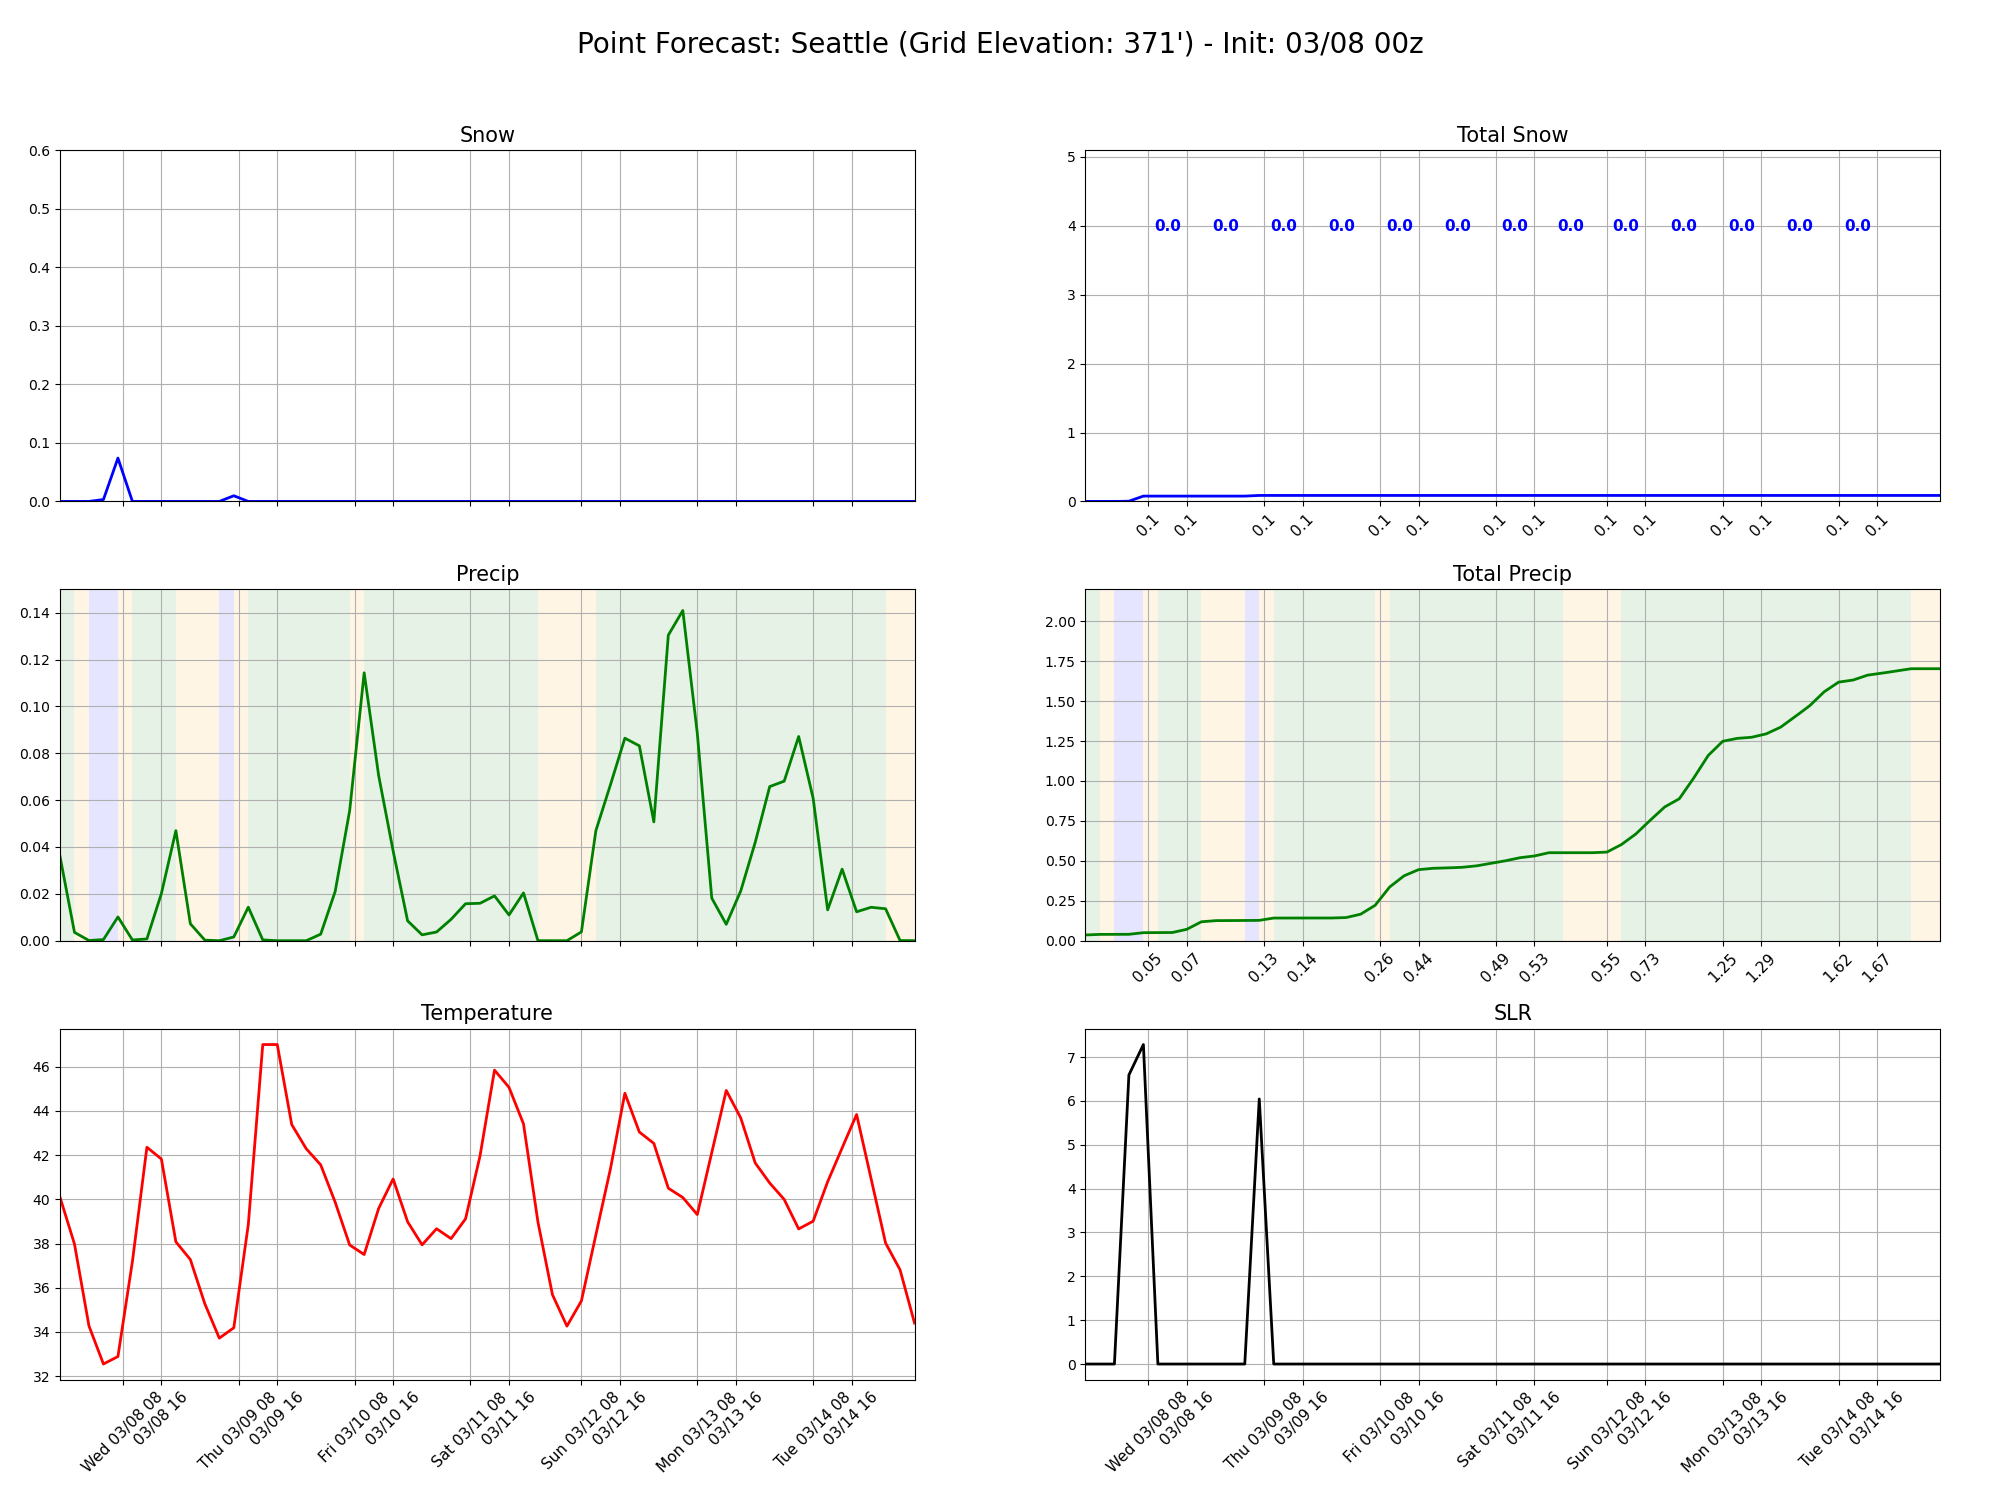 Point Forecast: Seattle (Grid Elevation: 371') - Init: 03/08 00z
Snow
0.6
0.5
0.4
0.3
0.2
0.1
0.0
Total Snow
5
4
3
2
1
0
0.0 0.0 0.0 0.0 0.0 0.0 0.0 0.0 0.0 0.0 0.0 0.0 0.0
0.1 0.1 0.1 0.1 0.1 0.1 0.1 0.1 0.1 0.1 0.1 0.1 0.1 0.1
Precip
0.14
0.12
0.10
0.08
0.06
0.04
0.02
0.00
Total Precip
2.00
1.75
1.50
1.25
1.00
0.75
0.50
0.25
0.00
0.05 0.07 0.13 0.14 0.26 0.44 0.49 0.53 0.55 0.73 1.25 1.29 1.62 1.67
Temperature
46
44
42
40
38
36
34
32
Wed 03/08 08
03/08 16
Thu 03/09 08
03/09 16
Fri 03/10 08
03/10 16
Sat 03/11 08
03/11 16
Sun 03/12 08
03/12 16
Mon 03/13 08
03/13 16
Tue 03/14 08
03/14 16
SLR
7
6
5
4
3
2
1
0
Wed 03/08 08
03/08 16
Thu 03/09 08
03/09 16
Fri 03/10 08
03/10 16
Sat 03/11 08
03/11 16
Sun 03/12 08
03/12 16
Mon 03/13 08
03/13 16
Tue 03/14 08
03/14 16